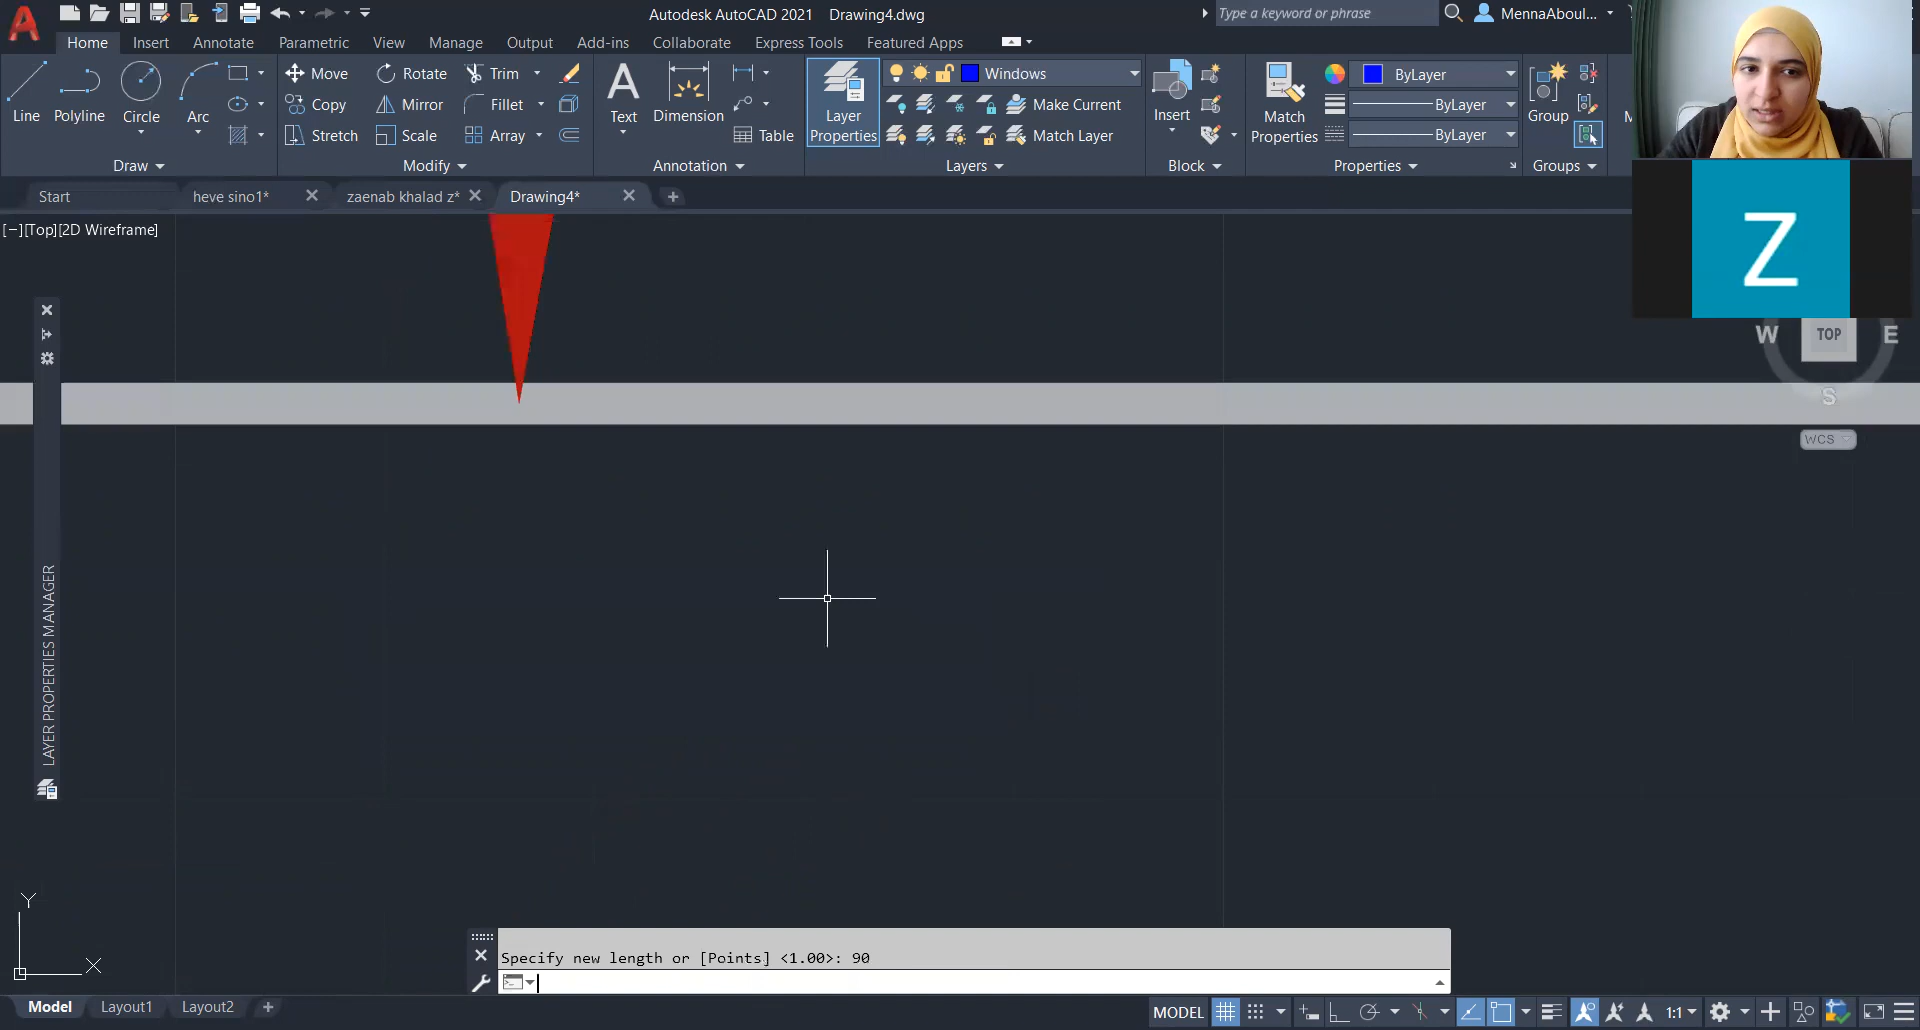 Autodesk AutoCAD 2021 Drawing4.dwg
Type a keyword or phrase
MennaAboul...
Home Insert Annotate Parametric View Manage Output Add-ins Collaborate Express Tools Featured Apps
Line Polyline Circle Arc
Move Rotate Trim
Copy Mirror Fillet
Stretch Scale Array
Text Dimension
Table
Layer Properties
Windows
Make Current
Match Layer
Insert
Match Properties
ByLayer
ByLayer
ByLayer
Group
M
Draw Modify Annotation Layers Block Properties Groups
Start heve sino1* zaenab khalad z* Drawing4*
[−][Top][2D Wireframe]
Z
W TOP E
S
WCS
LAYER PROPERTIES MANAGER
Y
X
Specify new length or [Points] <1.00>: 90
Model Layout1 Layout2
MODEL 1:1